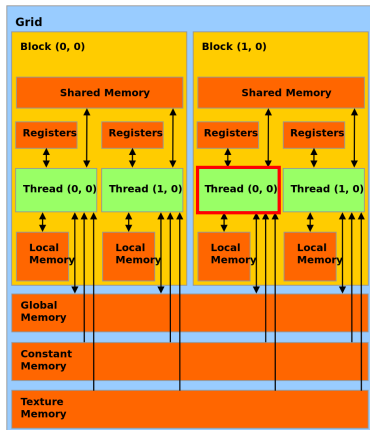 Grid
Block (0, 0)
Block (1, 0)
Shared Memory
Shared Memory
Registers
Registers
Registers
Registers
Thread (0, 0)
Thread (1, 0)
Thread (0, 0)
Thread (1, 0)
Local
Memory
Local
Memory
Local
Memory
Local
Memory
Global
Memory
Constant
Memory
Texture
Memory